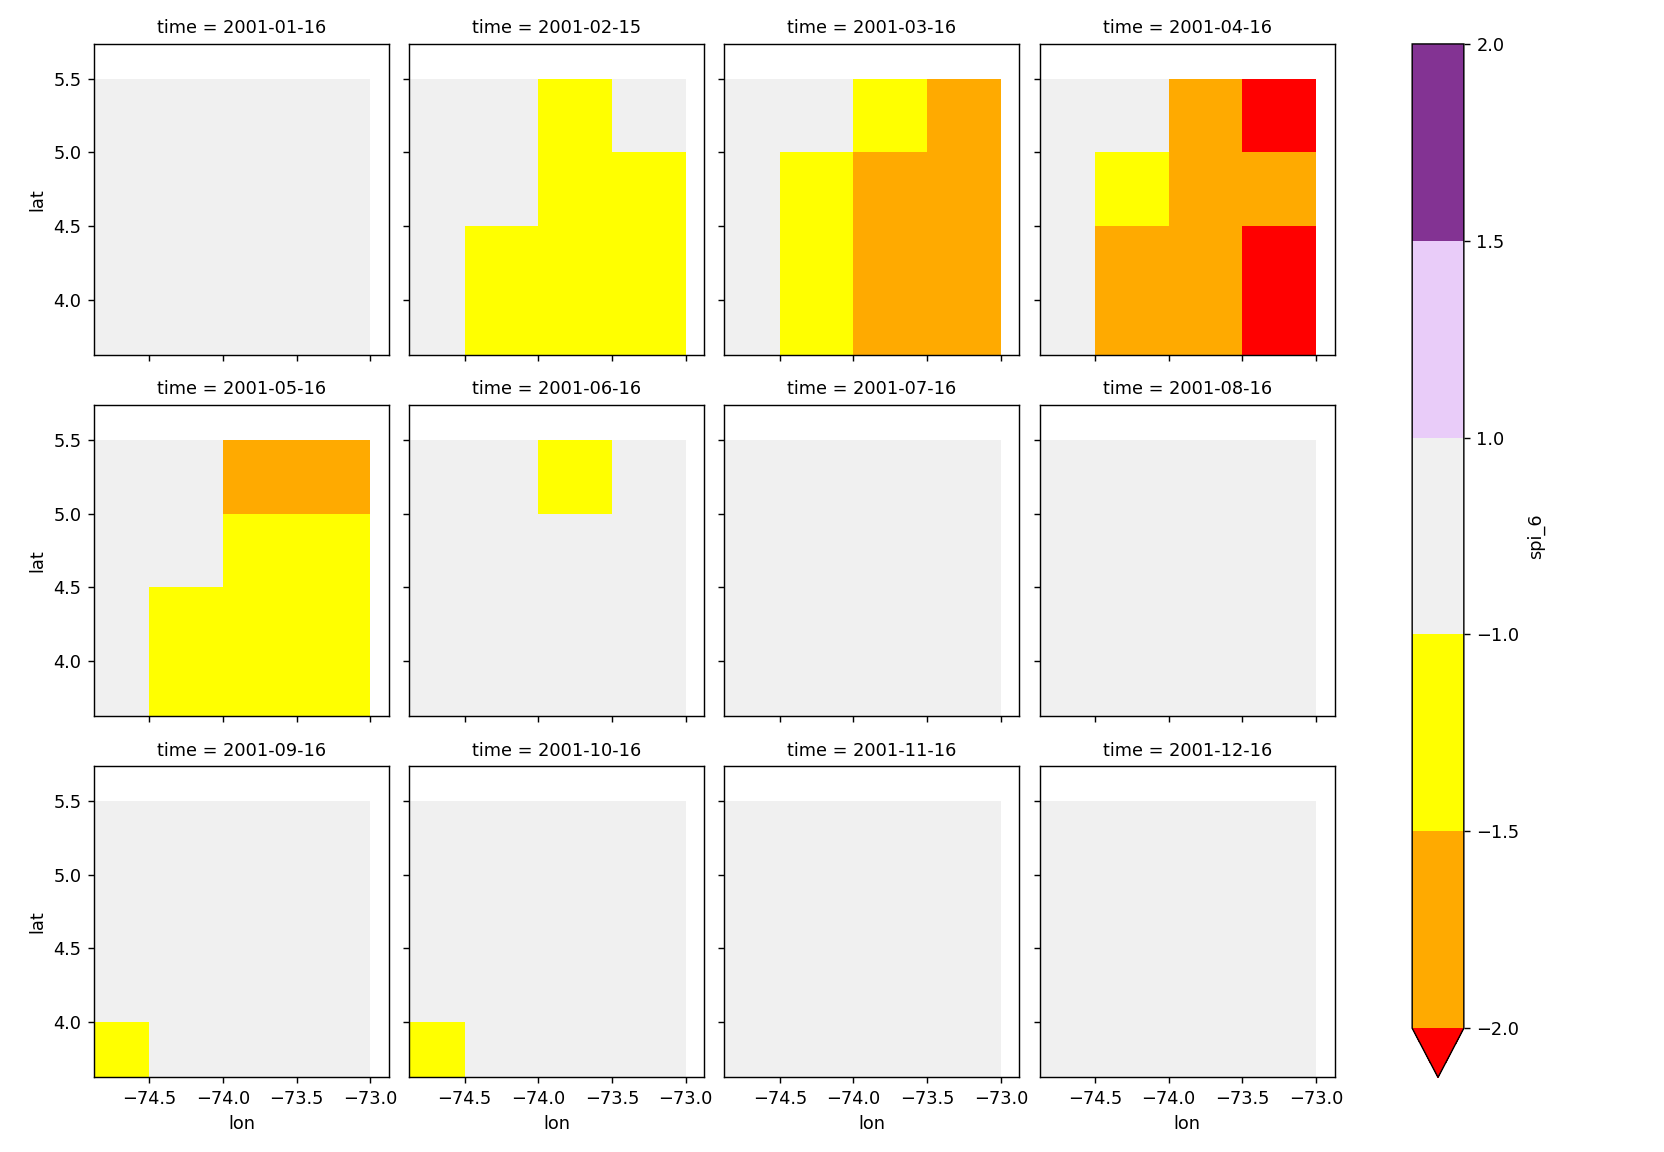 time = 2001-01-16
time = 2001-02-15
time = 2001-03-16
time = 2001-04-16
2.0
1.5
1.0
−1.0
−1.5
−2.0
spi_6
5.5
5.0
4.5
4.0
lat
time = 2001-05-16
time = 2001-06-16
time = 2001-07-16
time = 2001-08-16
5.5
5.0
4.5
4.0
lat
time = 2001-09-16
time = 2001-10-16
time = 2001-11-16
time = 2001-12-16
5.5
5.0
4.5
4.0
lat
−74.5 −74.0 −73.5 −73.0
−74.5 −74.0 −73.5 −73.0
−74.5 −74.0 −73.5 −73.0
−74.5 −74.0 −73.5 −73.0
lon
lon
lon
lon